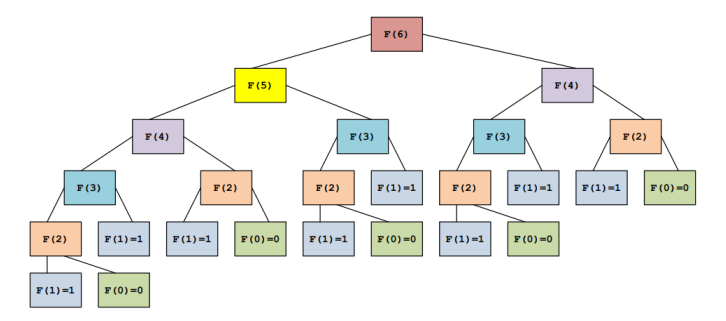 F(6)
F(5) F(4)
F(4) F(3) F(3) F(2)
F(3) F(2) F(2) F(1)=1 F(2) F(1)=1 F(1)=1 F(0)=0
F(2) F(1)=1 F(1)=1 F(0)=0 F(1)=1 F(0)=0 F(1)=1 F(0)=0
F(1)=1 F(0)=0